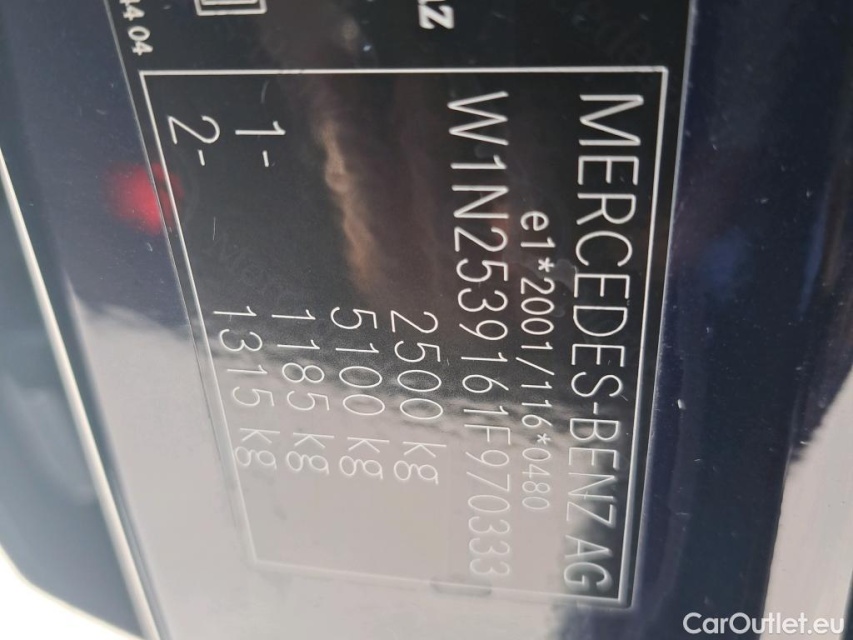 MERCEDES-BENZ AG
e1*2001/116*0480
W1N2539161F970333
2500 kg
5100 kg
1- 1185 kg
2- 1315 kg
CarOutlet.eu